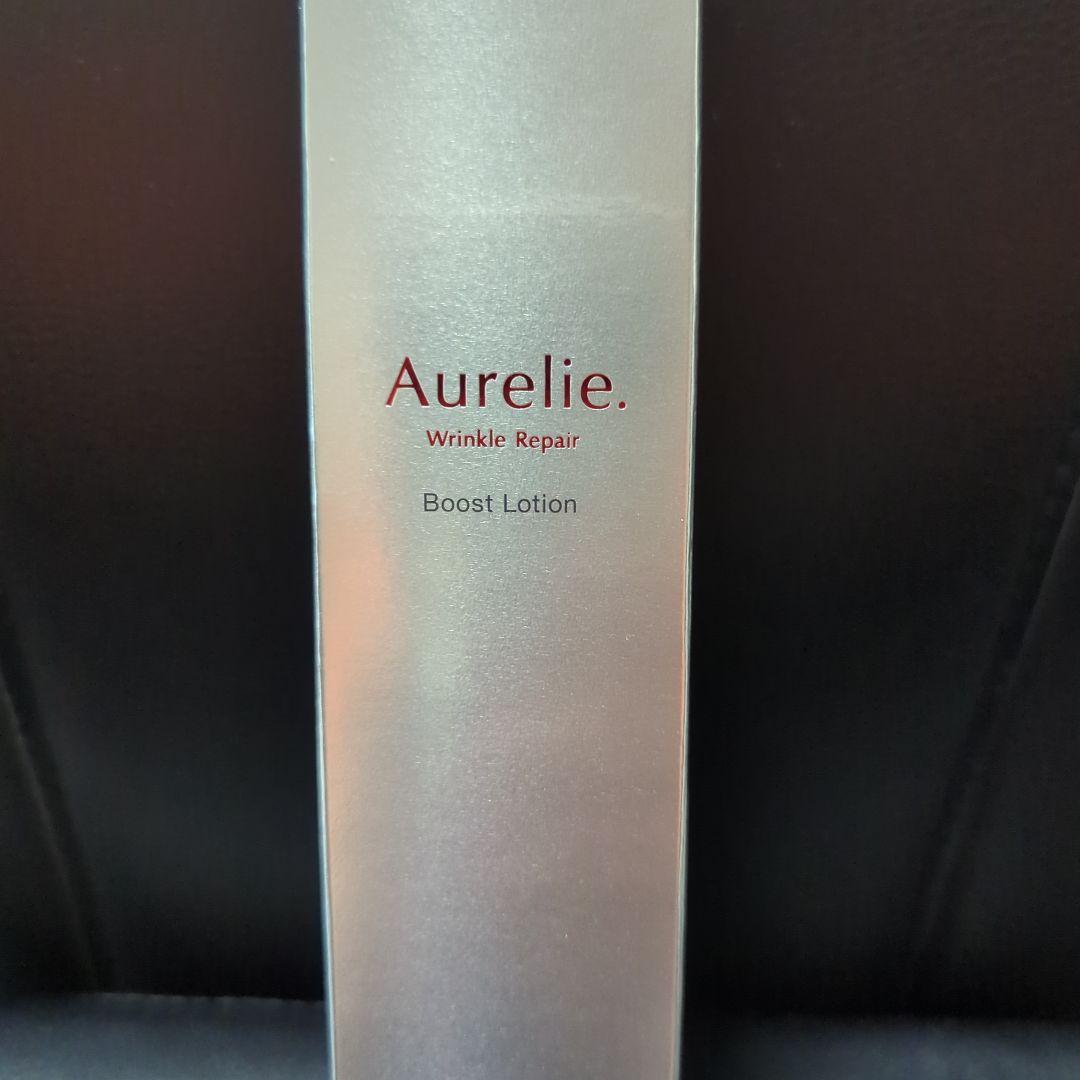 Aurelie.
Wrinkle Repair
Boost Lotion